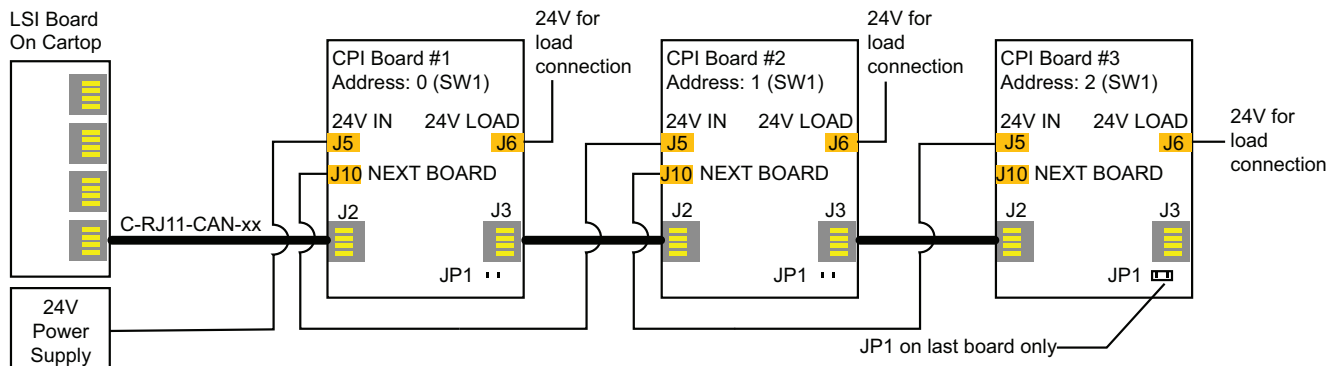 LSI Board
On Cartop
C-RJ11-CAN-xx
24V
Power
Supply
CPI Board #1
Address: 0 (SW1)
24V IN
24V LOAD
J5
J6
J10 NEXT BOARD
J2
J3
JP1
24V for
load
connection
CPI Board #2
Address: 1 (SW1)
24V IN
24V LOAD
J5
J6
J10 NEXT BOARD
J2
J3
JP1
24V for
load
connection
CPI Board #3
Address: 2 (SW1)
24V IN
24V LOAD
J5
J6
J10 NEXT BOARD
J2
J3
JP1
24V for
load
connection
JP1 on last board only